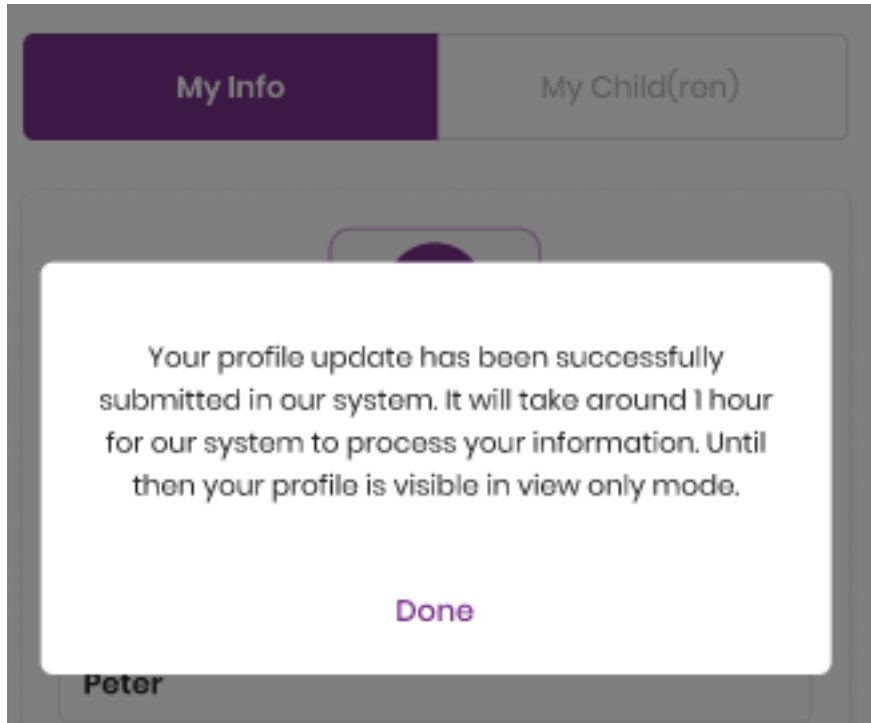 My Info
My Child(ren)
Your profile update has been successfully
submitted in our system. It will take around 1 hour
for our system to process your information. Until
then your profile is visible in view only mode.
Done
Peter